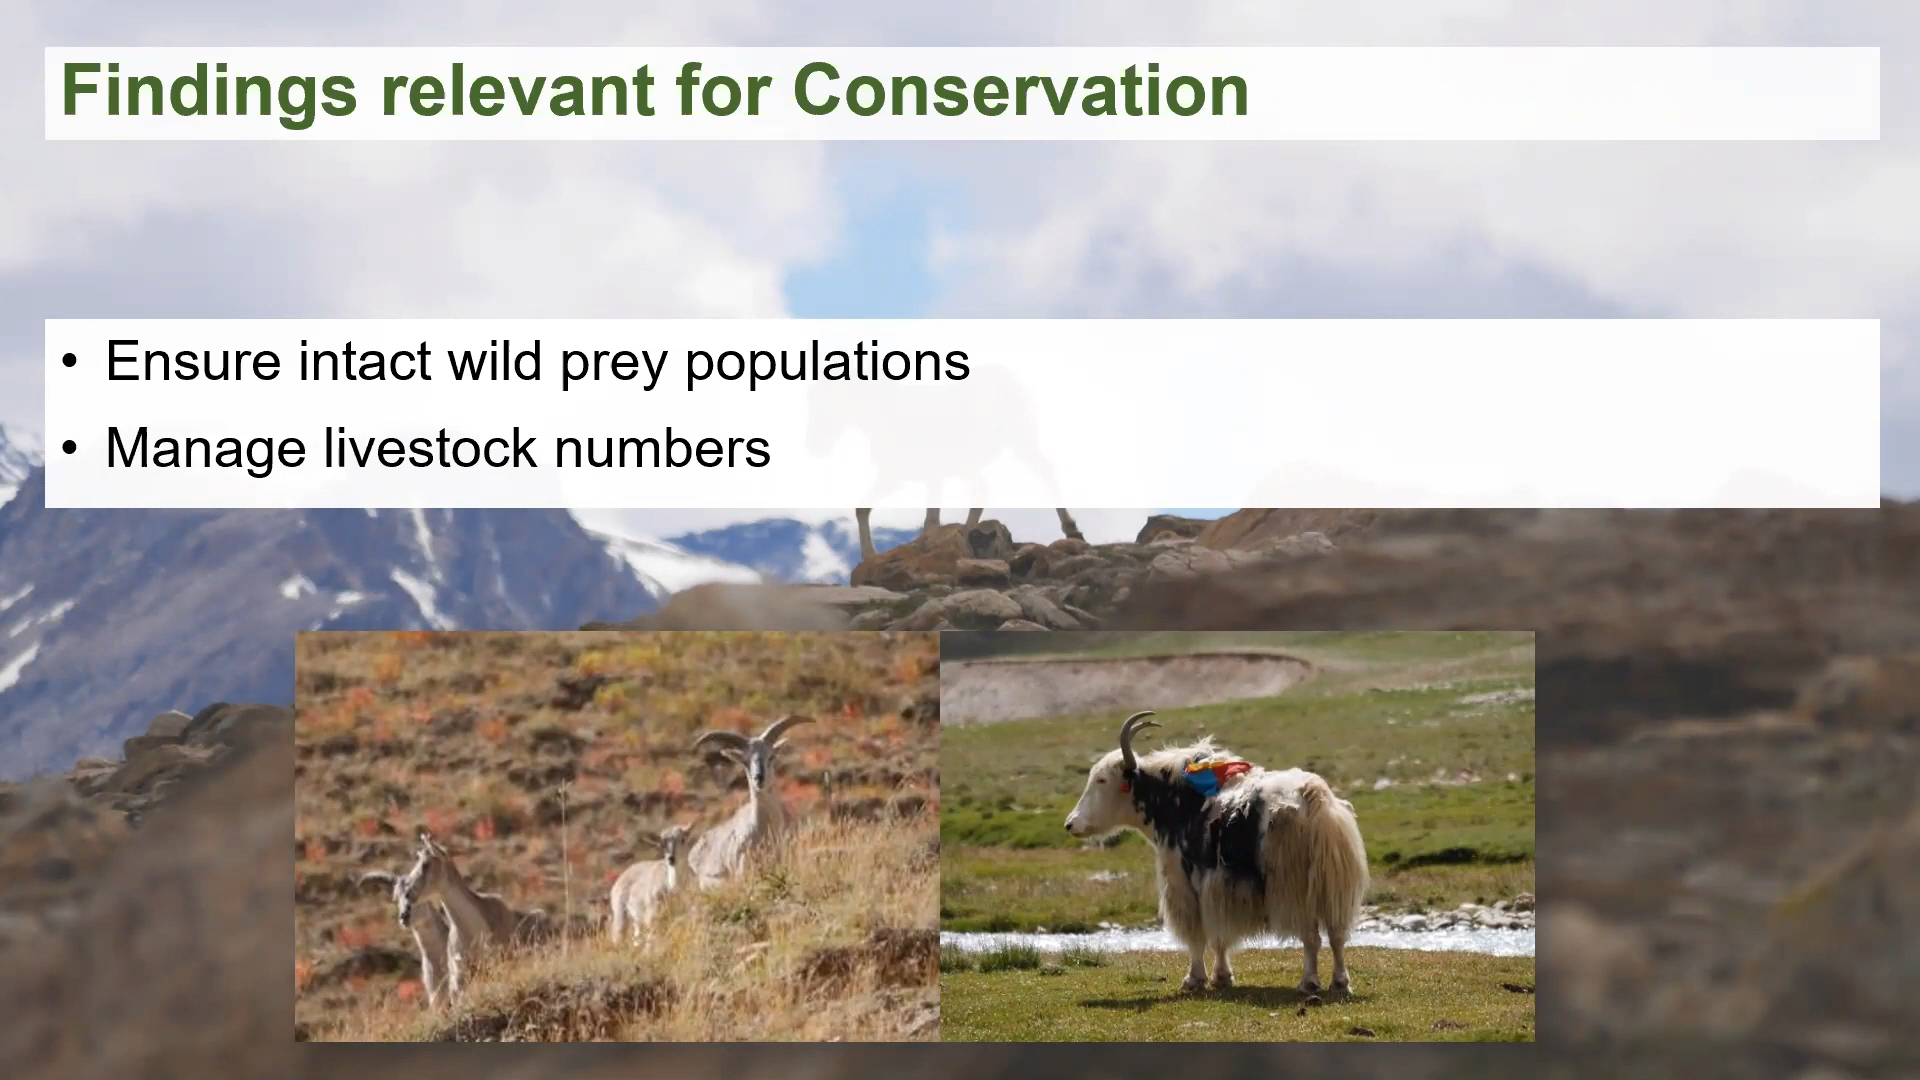 Findings relevant for Conservation
• Ensure intact wild prey populations
• Manage livestock numbers